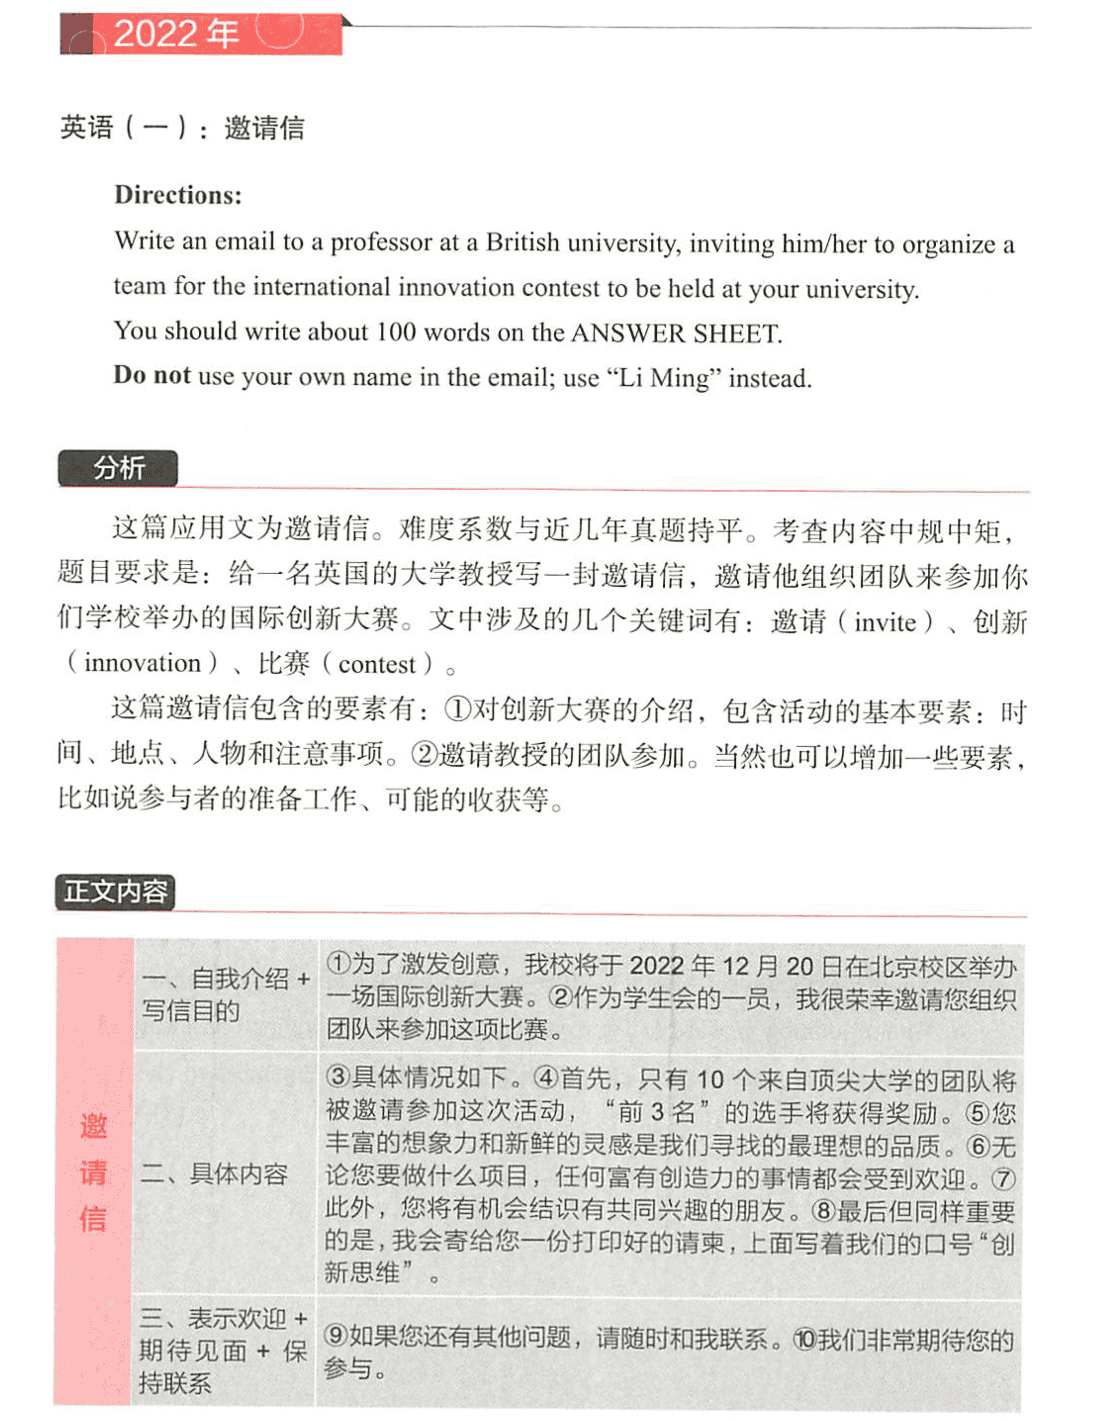 2022 年
英语（一）：邀请信
Directions:
Write an email to a professor at a British university, inviting him/her to organize a
team for the international innovation contest to be held at your university.
You should write about 100 words on the ANSWER SHEET.
Do not use your own name in the email; use “Li Ming” instead.
分析
这篇应用文为邀请信。难度系数与近几年真题持平。考查内容中规中矩，
题目要求是：给一名英国的大学教授写一封邀请信，邀请他组织团队来参加你
们学校举办的国际创新大赛。文中涉及的几个关键词有：邀请（invite）、创新
（innovation）、比赛（contest）。
这篇邀请信包含的要素有：①对创新大赛的介绍，包含活动的基本要素：时
间、地点、人物和注意事项。②邀请教授的团队参加。当然也可以增加一些要素，
比如说参与者的准备工作、可能的收获等。
正文内容
邀
请
信
一、自我介绍 +
写信目的
①为了激发创意，我校将于 2022 年 12 月 20 日在北京校区举办
一场国际创新大赛。②作为学生会的一员，我很荣幸邀请您组织
团队来参加这项比赛。
二、具体内容
③具体情况如下。④首先，只有 10 个来自顶尖大学的团队将
被邀请参加这次活动，“前 3 名”的选手将获得奖励。⑤您
丰富的想象力和新鲜的灵感是我们寻找的最理想的品质。⑥无
论您要做什么项目，任何富有创造力的事情都会受到欢迎。⑦
此外，您将有机会结识有共同兴趣的朋友。⑧最后但同样重要
的是，我会寄给您一份打印好的请柬，上面写着我们的口号“创
新思维”。
三、表示欢迎 +
期待见面 + 保
持联系
⑨如果您还有其他问题，请随时和我联系。⑩我们非常期待您的
参与。